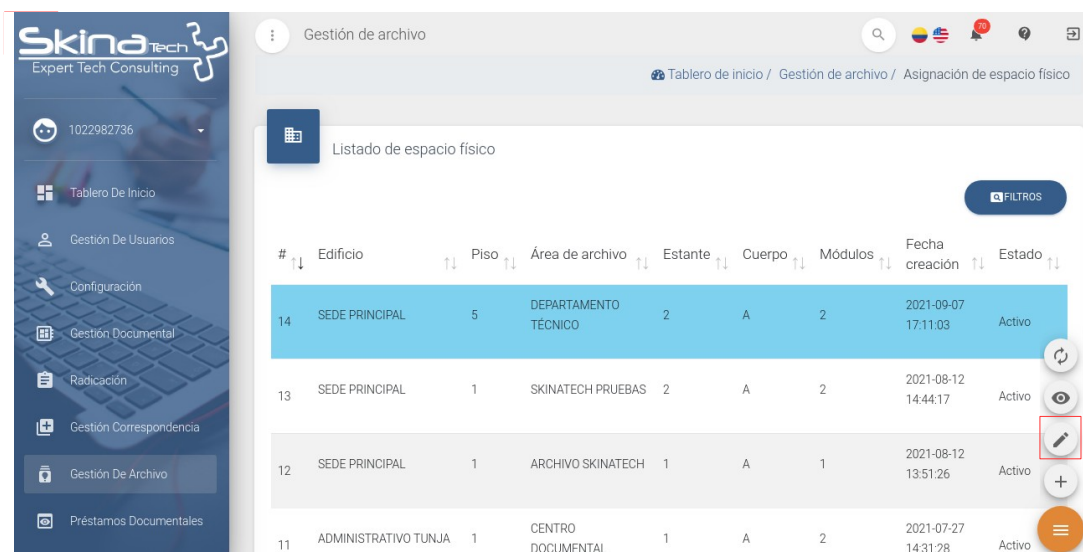 Skina Tech
Expert Tech Consulting
1022982736
Tablero De Inicio
Gestión De Usuarios
Configuración
Gestión Documental
Radicación
Gestión Correspondencia
Gestión De Archivo
Préstamos Documentales
Gestión de archivo
70
Tablero de inicio / Gestión de archivo / Asignación de espacio físico
Listado de espacio físico
FILTROS
# Edificio Piso Área de archivo Estante Cuerpo Módulos Fecha creación Estado
14 SEDE PRINCIPAL 5 DEPARTAMENTO TÉCNICO 2 A 2 2021-09-07 17:11:03 Activo
13 SEDE PRINCIPAL 1 SKINATECH PRUEBAS 2 A 2 2021-08-12 14:44:17 Activo
12 SEDE PRINCIPAL 1 ARCHIVO SKINATECH 1 A 1 2021-08-12 13:51:26 Activo
11 ADMINISTRATIVO TUNJA 1 CENTRO DOCUMENTAL 1 A 2 2021-07-27 14:31:28 Activo